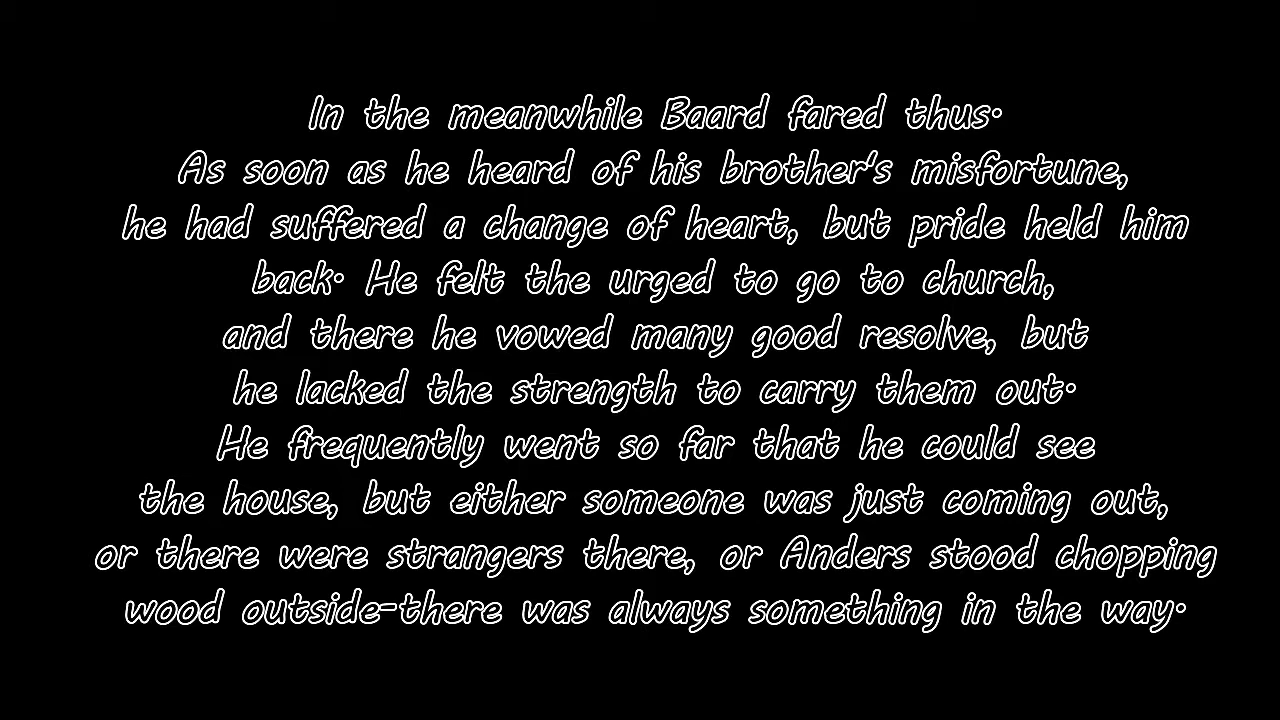 In the meanwhile Baard fared thus.
As soon as he heard of his brother's misfortune,
he had suffered a change of heart, but pride held him
back. He felt the urged to go to church,
and there he vowed many good resolve, but
he lacked the strength to carry them out.
He frequently went so far that he could see
the house, but either someone was just coming out,
or there were strangers there, or Anders stood chopping
wood outside-there was always something in the way.